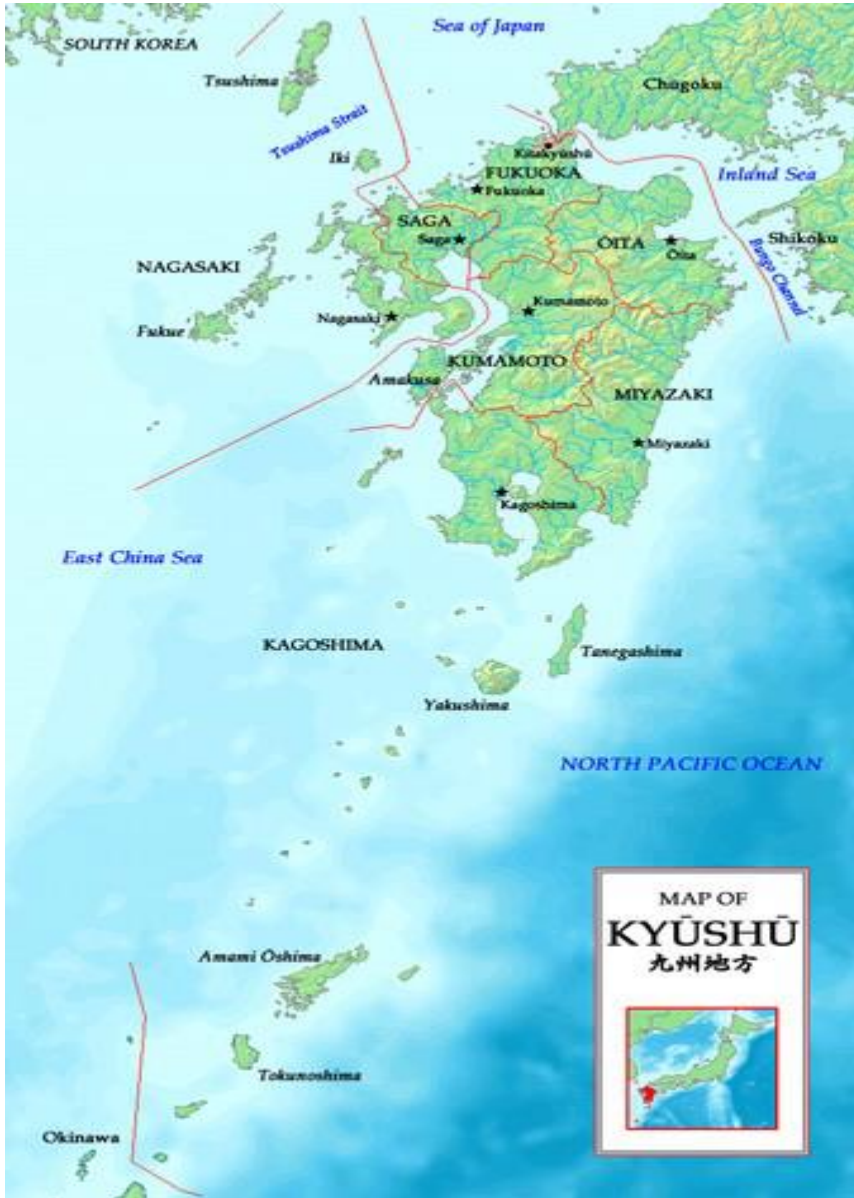 Sea of Japan
SOUTH KOREA
Tsushima
Chūgoku
Tsushima Strait
Iki
Kitakyūshū
FUKUOKA
Fukuoka
Inland Sea
SAGA
Saga
ŌITA
Ōita
Shikoku
Bungo Channel
NAGASAKI
Nagasaki
Kumamoto
Fukue
KUMAMOTO
Amakusa
MIYAZAKI
Miyazaki
Kagoshima
East China Sea
KAGOSHIMA
Tanegashima
Yakushima
NORTH PACIFIC OCEAN
MAP OF
KYŪSHŪ
九州地方
Amami Ōshima
Tokunoshima
Okinawa